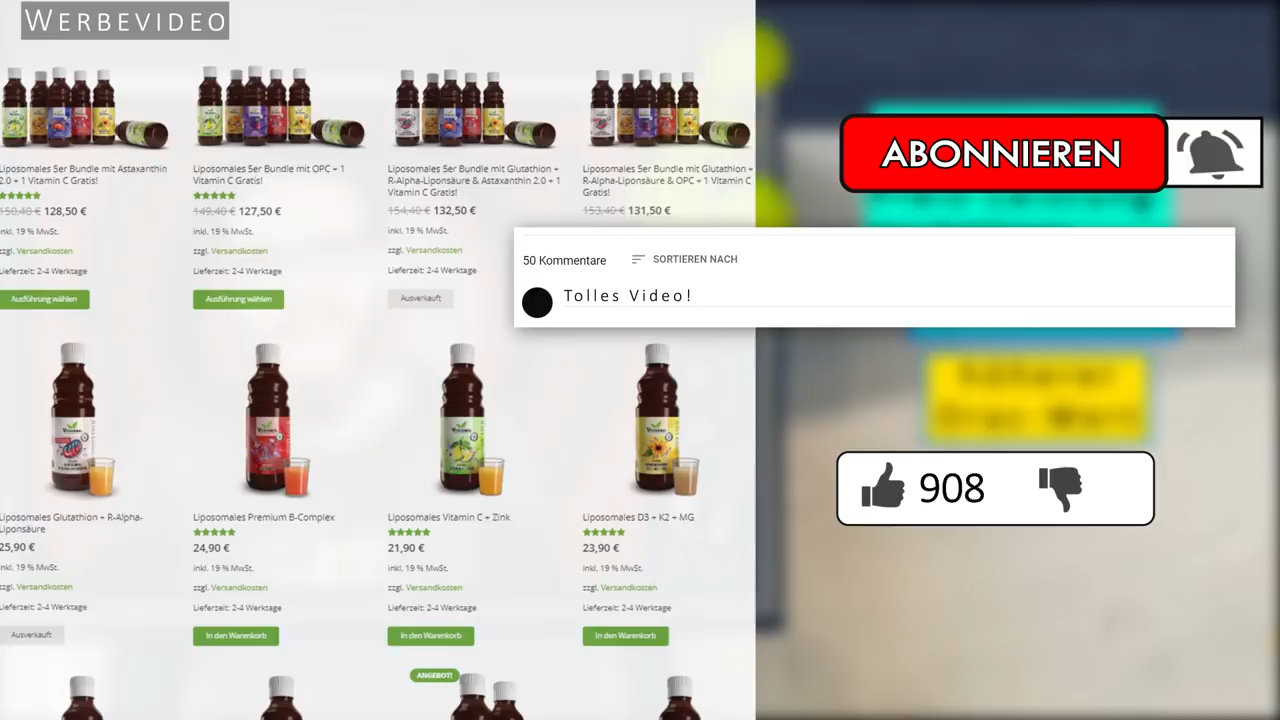 WERBEVIDEO
Liposomales 5er Bundle mit Astaxanthin
2.0 + 1 Vitamin C Gratis!
150,40 € 128,50 €
inkl. 19 % MwSt.
zzgl. Versandkosten
Lieferzeit: 2-4 Werktage
Ausführung wählen
Liposomales 5er Bundle mit OPC + 1
Vitamin C Gratis!
149,40 € 127,50 €
inkl. 19 % MwSt.
zzgl. Versandkosten
Lieferzeit: 2-4 Werktage
Ausführung wählen
Liposomales 5er Bundle mit Glutathion +
R-Alpha-Liponsäure & Astaxanthin 2.0 + 1
Vitamin C Gratis!
154,40 € 132,50 €
inkl. 19 % MwSt.
zzgl. Versandkosten
Lieferzeit: 2-4 Werktage
Ausverkauft
Liposomales 5er Bundle mit Glutathion +
R-Alpha-Liponsäure & OPC + 1 Vitamin C
Gratis!
153,40 € 131,50 €
ABONNIEREN
50 Kommentare
SORTIEREN NACH
Tolles Video!
908
Liposomales Glutathion + R-Alpha-
Liponsäure
25,90 €
inkl. 19 % MwSt.
zzgl. Versandkosten
Lieferzeit: 2-4 Werktage
Ausverkauft
Liposomales Premium B-Complex
24,90 €
inkl. 19 % MwSt.
zzgl. Versandkosten
Lieferzeit: 2-4 Werktage
In den Warenkorb
Liposomales Vitamin C + Zink
21,90 €
inkl. 19 % MwSt.
zzgl. Versandkosten
Lieferzeit: 2-4 Werktage
In den Warenkorb
Liposomales D3 + K2 + MG
23,90 €
inkl. 19 % MwSt.
zzgl. Versandkosten
Lieferzeit: 2-4 Werktage
In den Warenkorb
ANGEBOT!